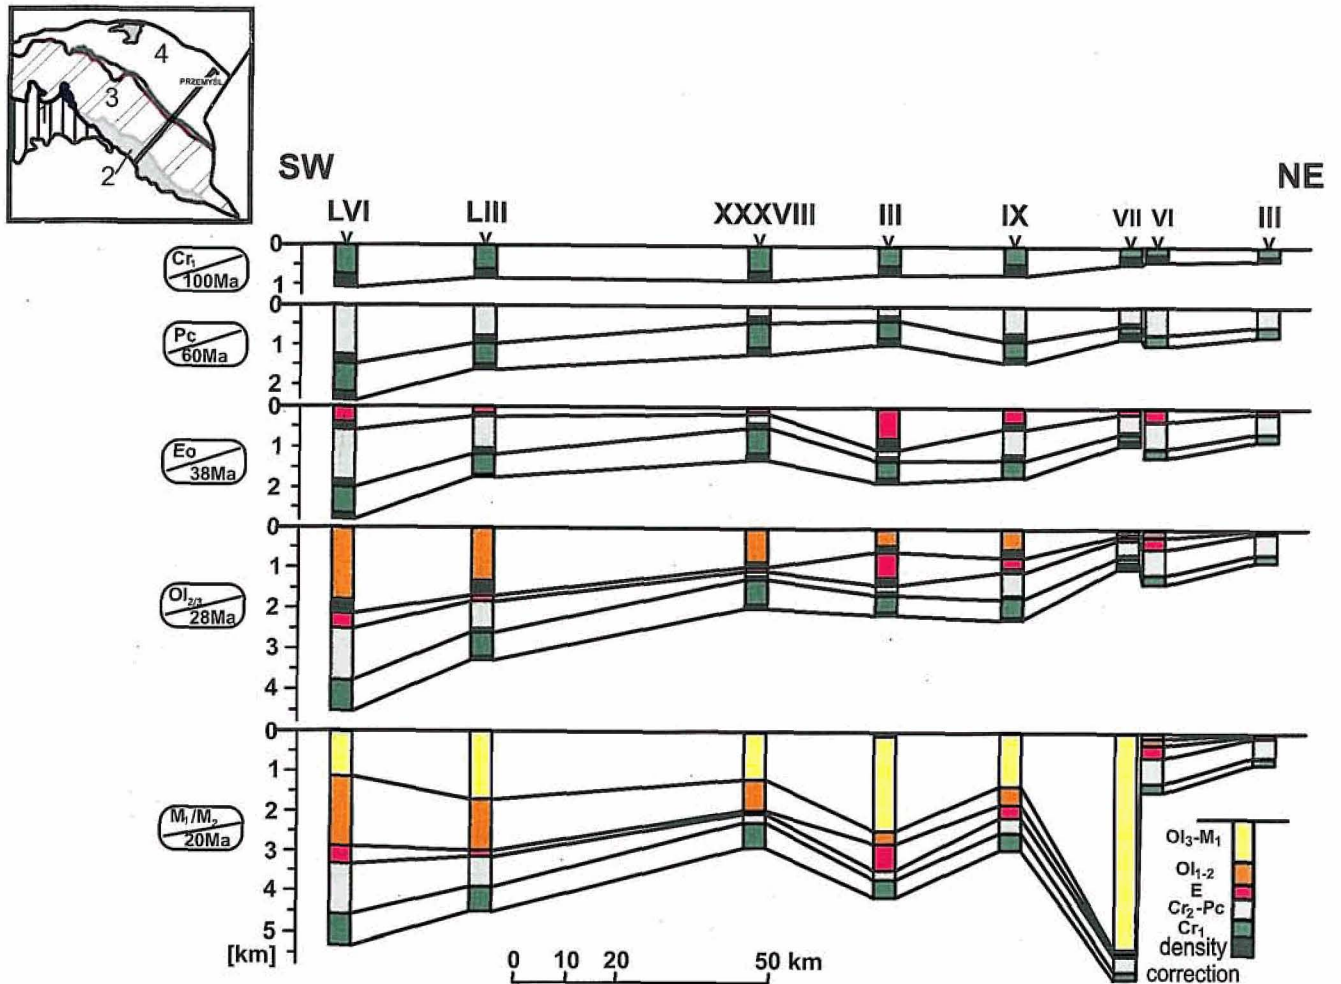 4
PRZEMYŚL
3
1
2
SW
NE
LVI LIII XXXVIII III IX VII VI III
0
1
Cr₁
100Ma
0
1
2
Pc
60Ma
0
1
2
Eo
38Ma
0
1
2
3
4
Ol₂/₃
28Ma
0
1
2
3
4
5
[km]
M₁/M₂
20Ma
0 10 20 50 km
Ol₃-M₁
Ol₁₋₂
E
Cr₂-Pc
Cr₁
density
correction